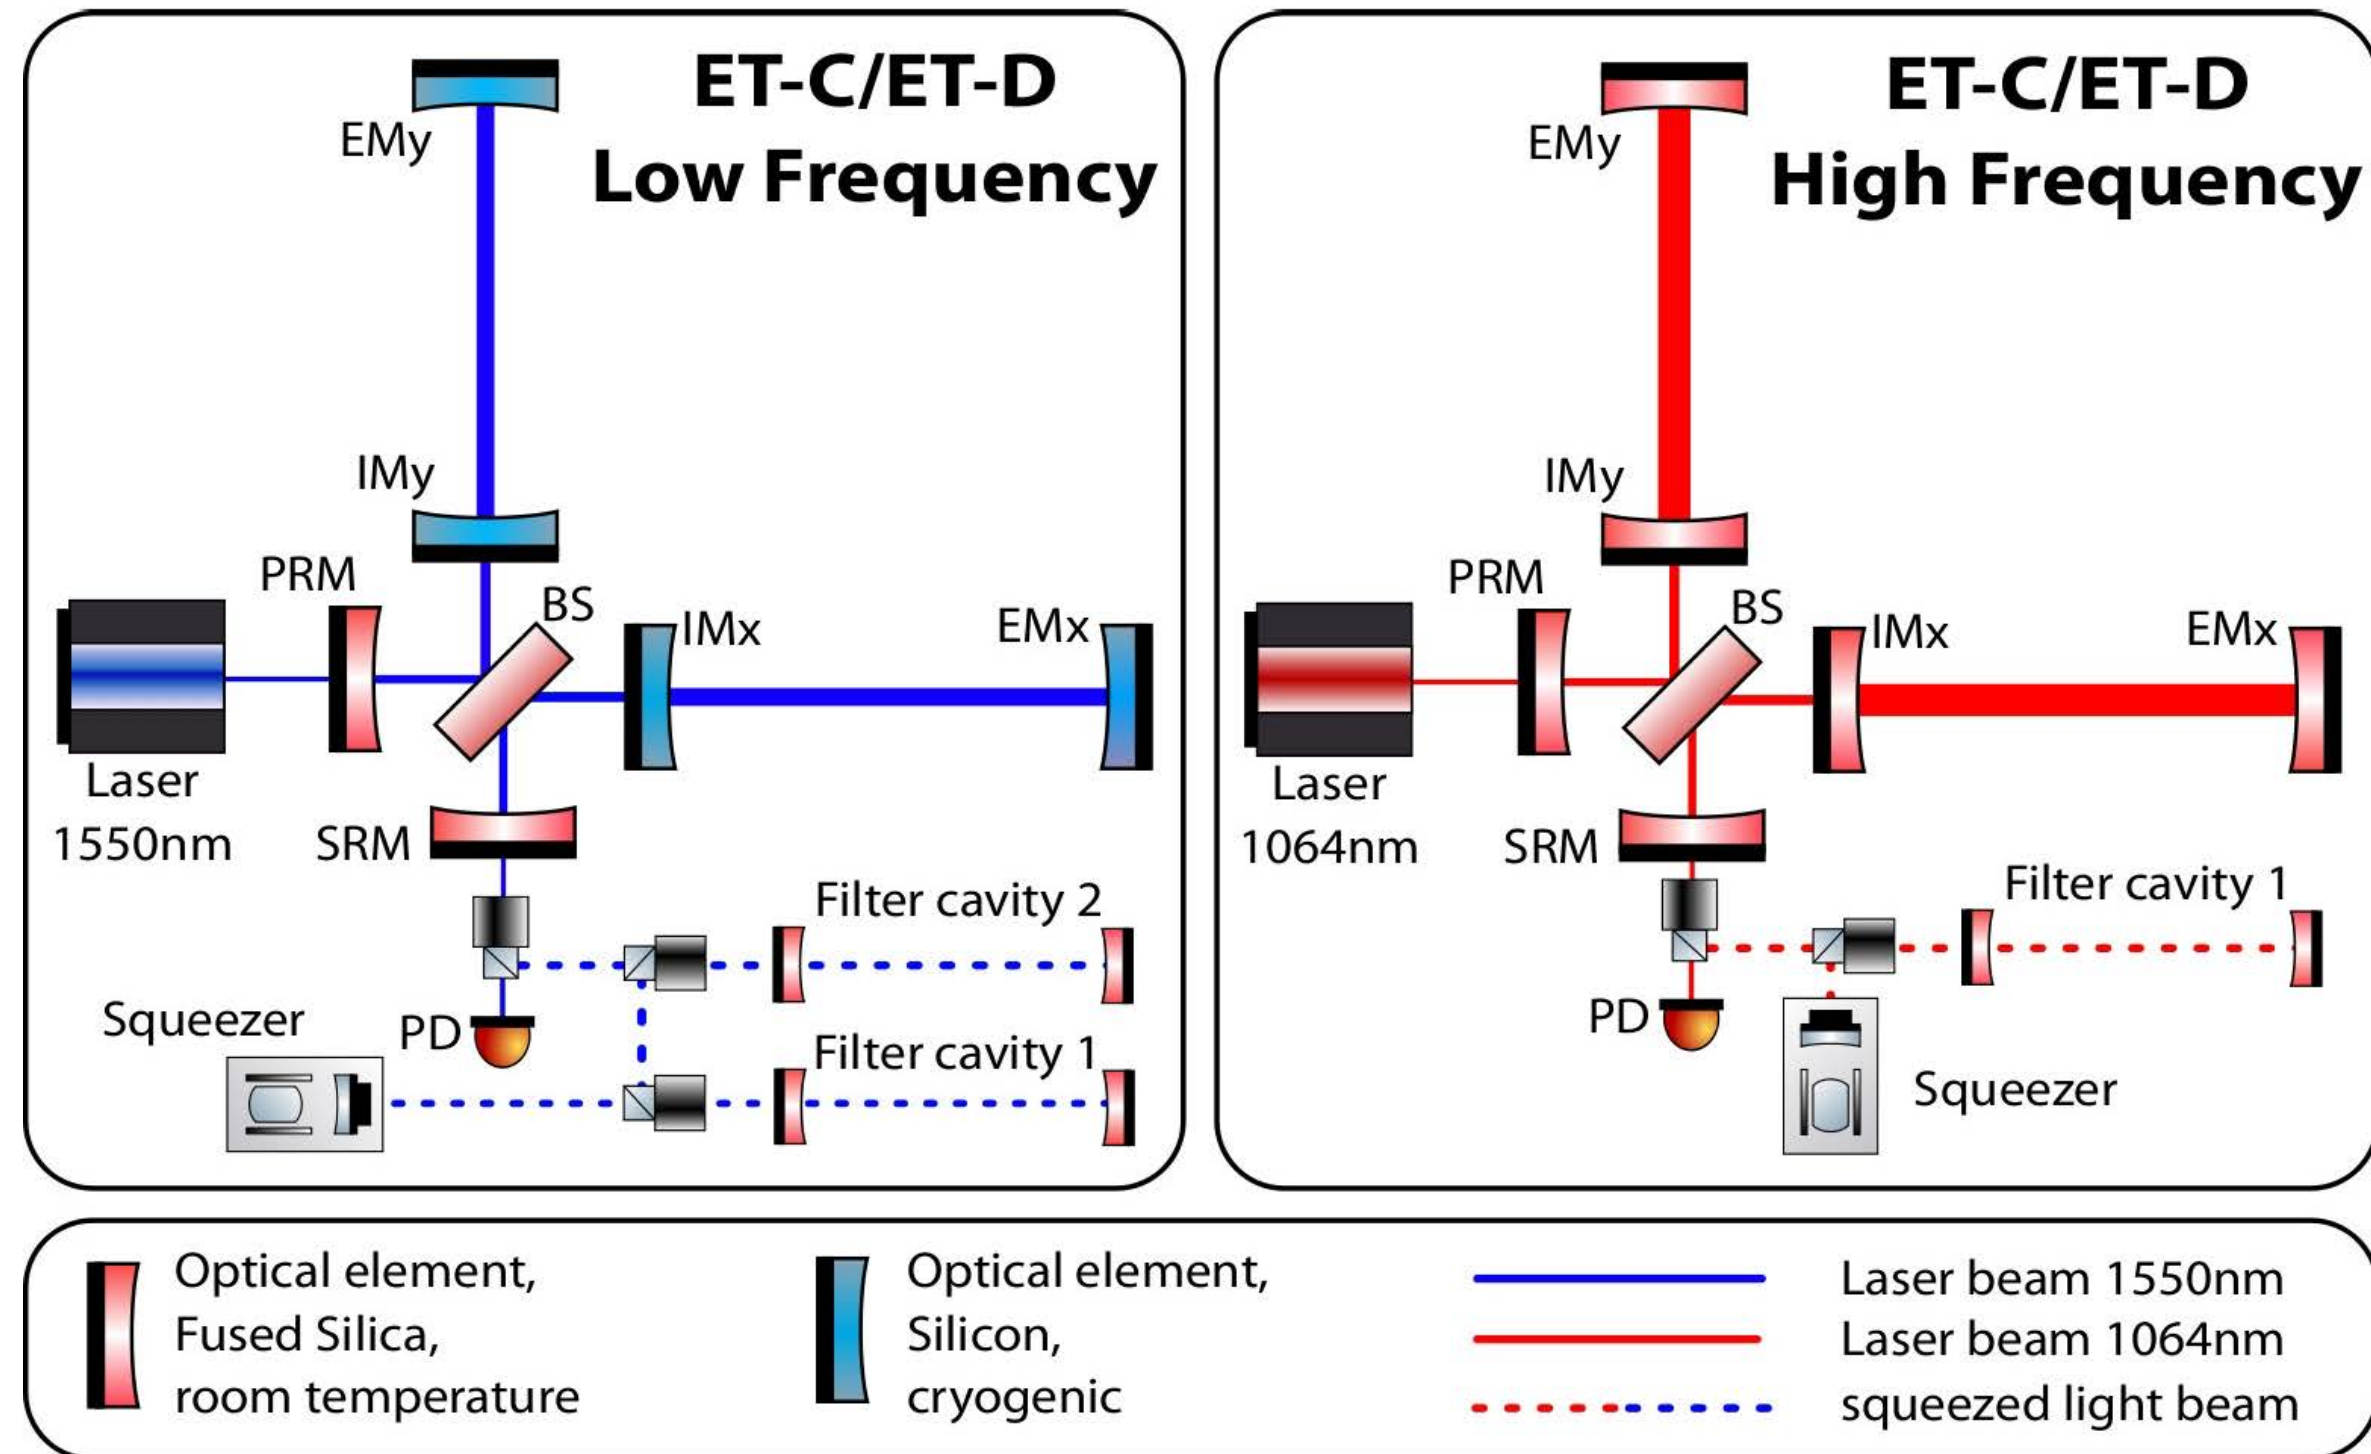 ET-C/ET-D
Low Frequency
EMy
IMy
PRM
BS
IMx
EMx
Laser
1550nm
SRM
Filter cavity 2
Squeezer
PD
Filter cavity 1
ET-C/ET-D
High Frequency
EMy
IMy
PRM
BS
IMx
EMx
Laser
1064nm
SRM
Filter cavity 1
PD
Squeezer
Optical element,
Fused Silica,
room temperature
Optical element,
Silicon,
cryogenic
Laser beam 1550nm
Laser beam 1064nm
squeezed light beam